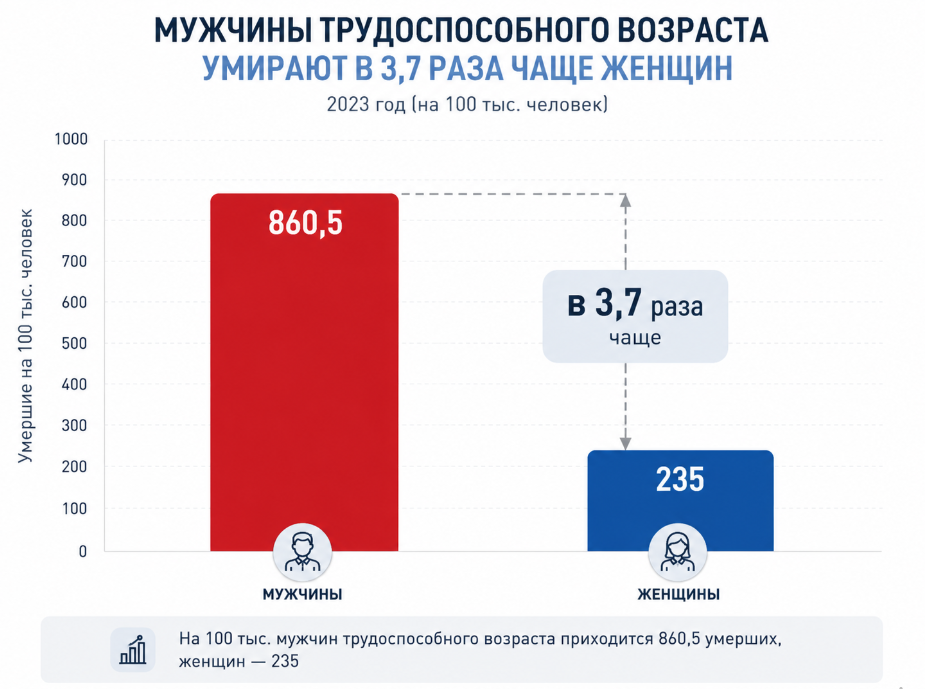 МУЖЧИНЫ ТРУДОСПОСОБНОГО ВОЗРАСТА
УМИРАЮТ В 3,7 РАЗА ЧАЩЕ ЖЕНЩИН
2023 год (на 100 тыс. человек)
Умершие на 100 тыс. человек
1000
900
800
700
600
500
400
300
200
100
0
860,5
в 3,7 раза
чаще
235
МУЖЧИНЫ
ЖЕНЩИНЫ
На 100 тыс. мужчин трудоспособного возраста приходится 860,5 умерших,
женщин — 235